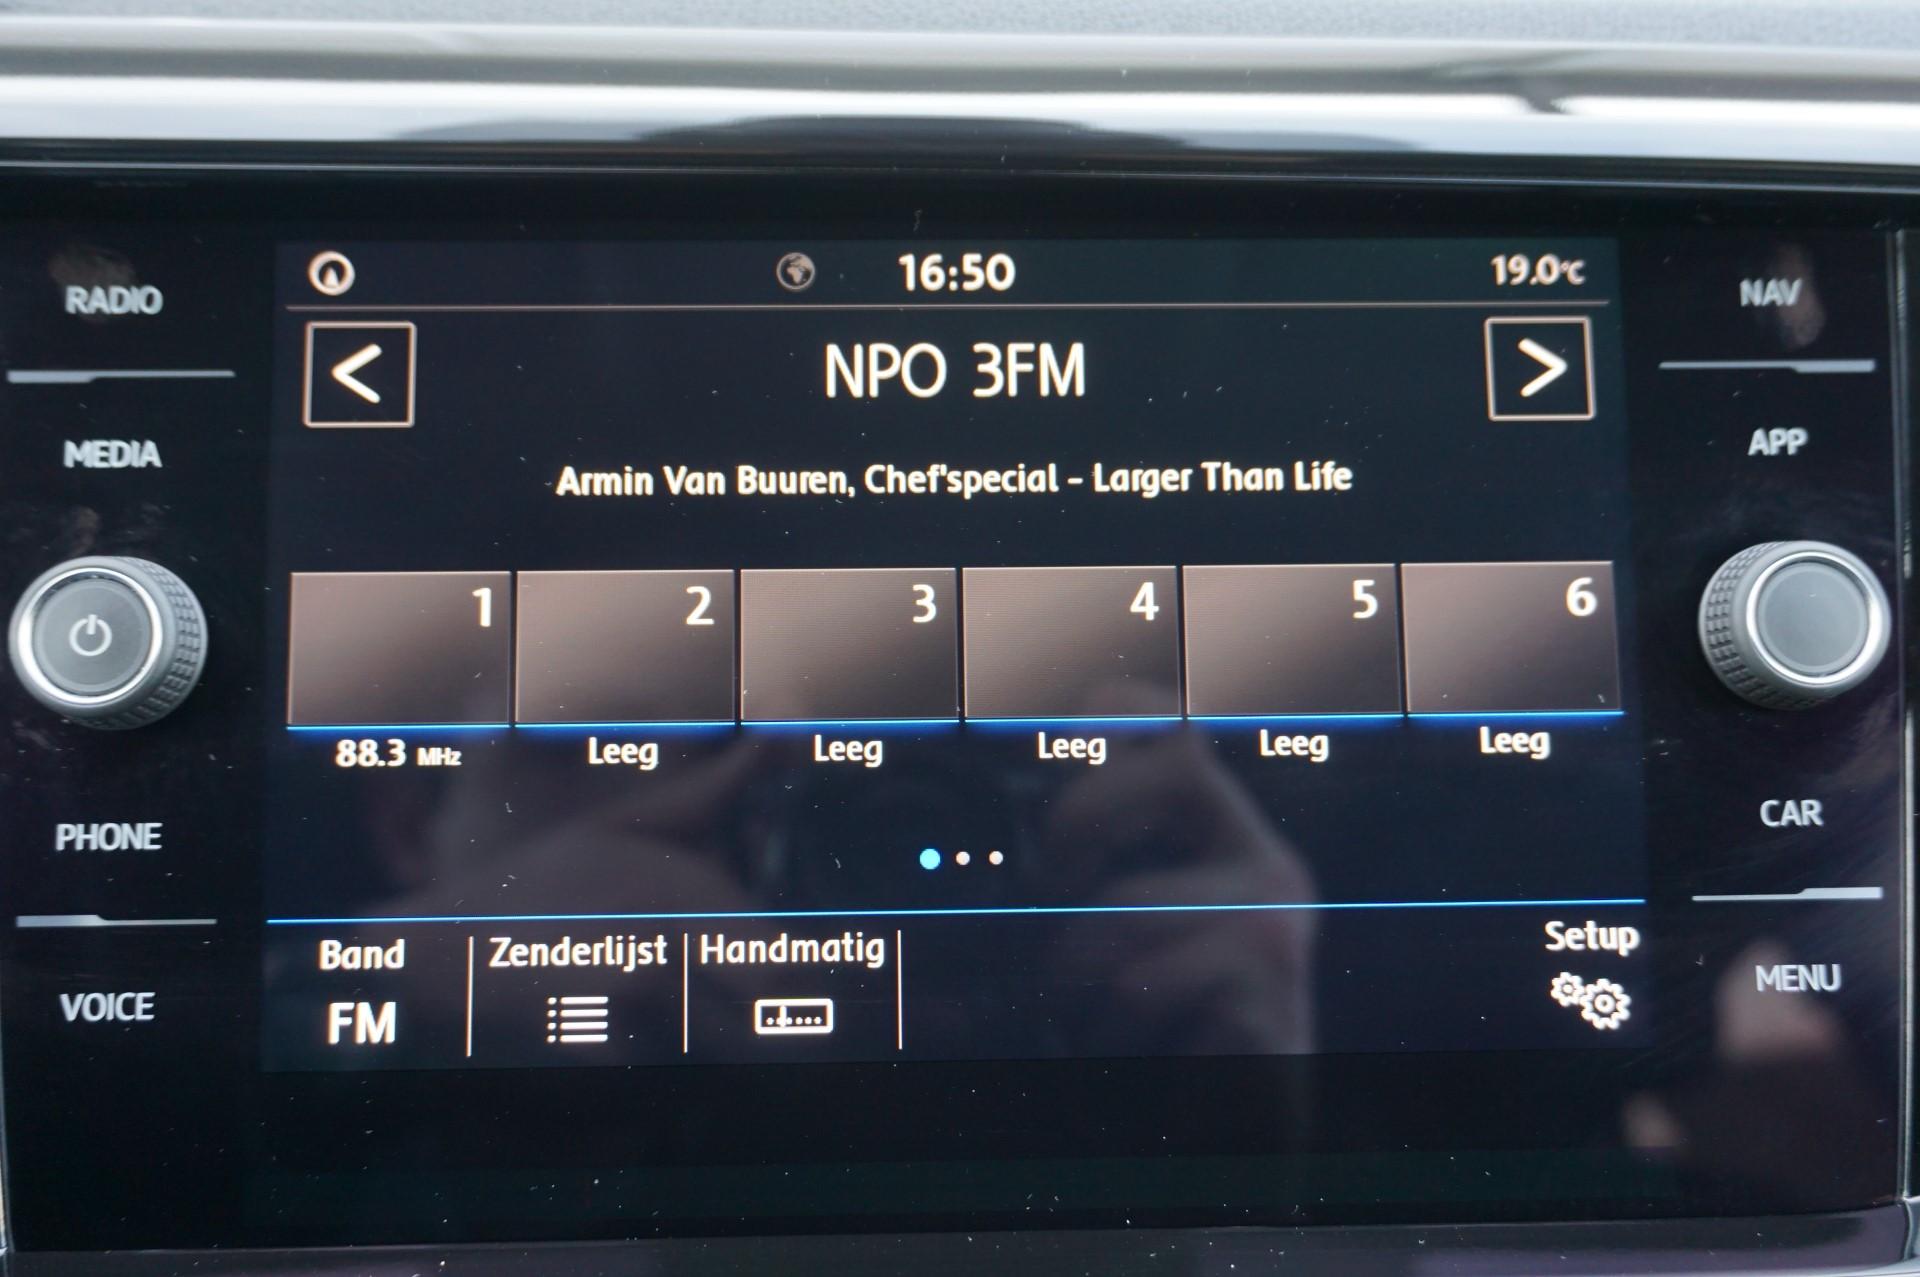 RADIO
MEDIA
PHONE
VOICE
16:50
19.0°C
< NPO 3FM >
Armin Van Buuren, Chef'special - Larger Than Life
1 2 3 4 5 6
88.3 MHz Leeg Leeg Leeg Leeg Leeg
Band Zenderlijst Handmatig Setup
FM
NAV
APP
CAR
MENU